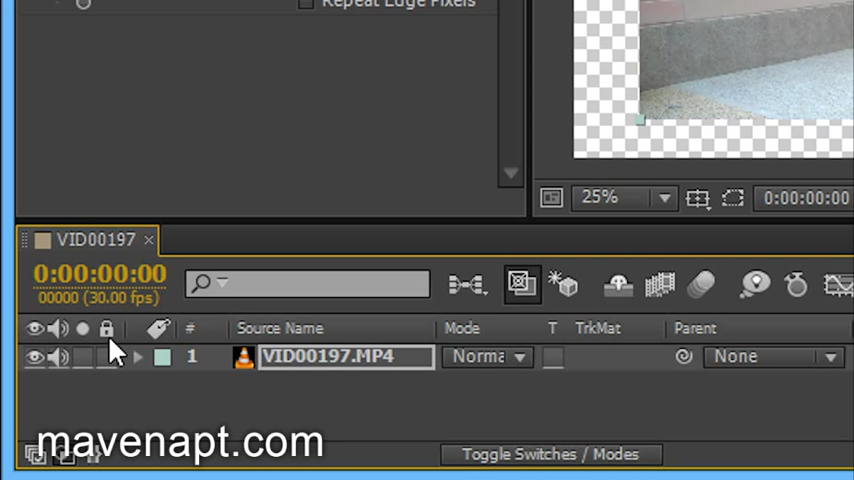 Repeat Edge Pixels
25%
0:00:00:00
VID00197
0:00:00:00
00000 (30.00 fps)
# Source Name Mode T TrkMat Parent
1 VID00197.MP4 Norma None
mavenapt.com
Toggle Switches / Modes